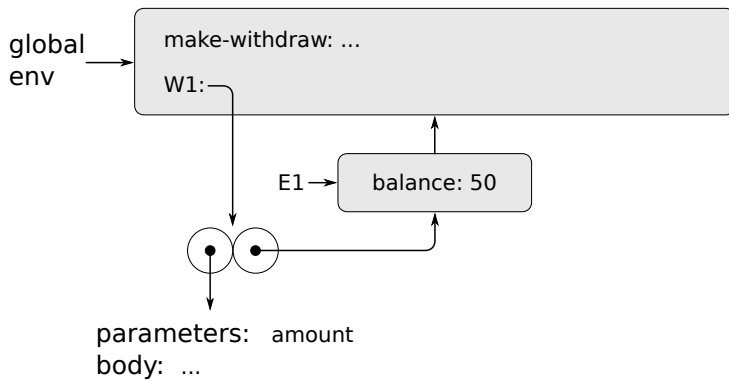 global
env
make-withdraw: ...
W1:
E1
balance: 50
parameters: amount
body: ...